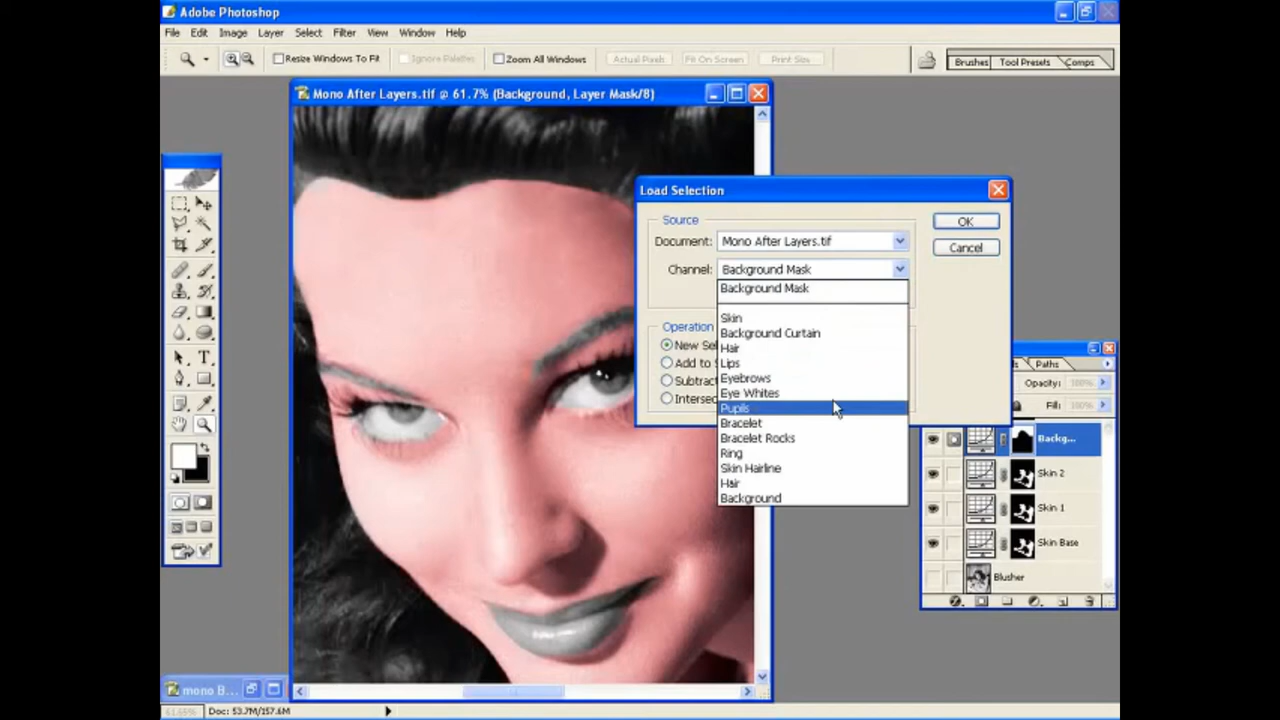 Adobe Photoshop
File Edit Image Layer Select Filter View Window Help
Resize Windows To Fit Ignore Palettes Zoom All Windows Actual Pixels Fit On Screen Print Size
Brushes Tool Presets Comps
Mono After Layers.tif @ 61.7% (Background, Layer Mask/8)
Load Selection
Source
Document: Mono After Layers.tif
Channel: Background Mask
OK
Cancel
Background Mask
Skin
Background Curtain
Hair
Lips
Eyebrows
Eye Whites
Pupils
Bracelet
Bracelet Rocks
Ring
Skin Hairline
Hair
Background
Operation
New Sel
Add to S
Subtract
Intersec
Paths
Opacity: 100%
Fill: 100%
Backg...
Skin 2
Skin 1
Skin Base
Blusher
T
mono B...
Doc: 53.7M/157.6M